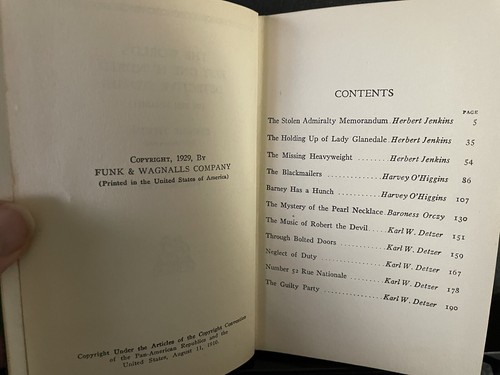 COPYRIGHT, 1929, BY
FUNK & WAGNALLS COMPANY
(Printed in the United States of America)
Copyright Under the Articles of the Copyright Convention
of the Pan-American Republics and the
United States, August 11, 1910.
CONTENTS
PAGE
The Stolen Admiralty Memorandum. Herbert Jenkins 5
The Holding Up of Lady Glanedale. Herbert Jenkins 35
The Missing Heavyweight .......... Herbert Jenkins 54
The Blackmailers .............. Harvey O'Higgins 86
Barney Has a Hunch .......... Harvey O'Higgins 107
The Mystery of the Pearl Necklace. Baroness Orczy 130
The Music of Robert the Devil ..... Karl W. Detzer 151
Through Bolted Doors ............ Karl W. Detzer 159
Neglect of Duty ................. Karl W. Detzer 167
Number 52 Rue Nationale ........ Karl W. Detzer 178
The Guilty Party ................ Karl W. Detzer 190